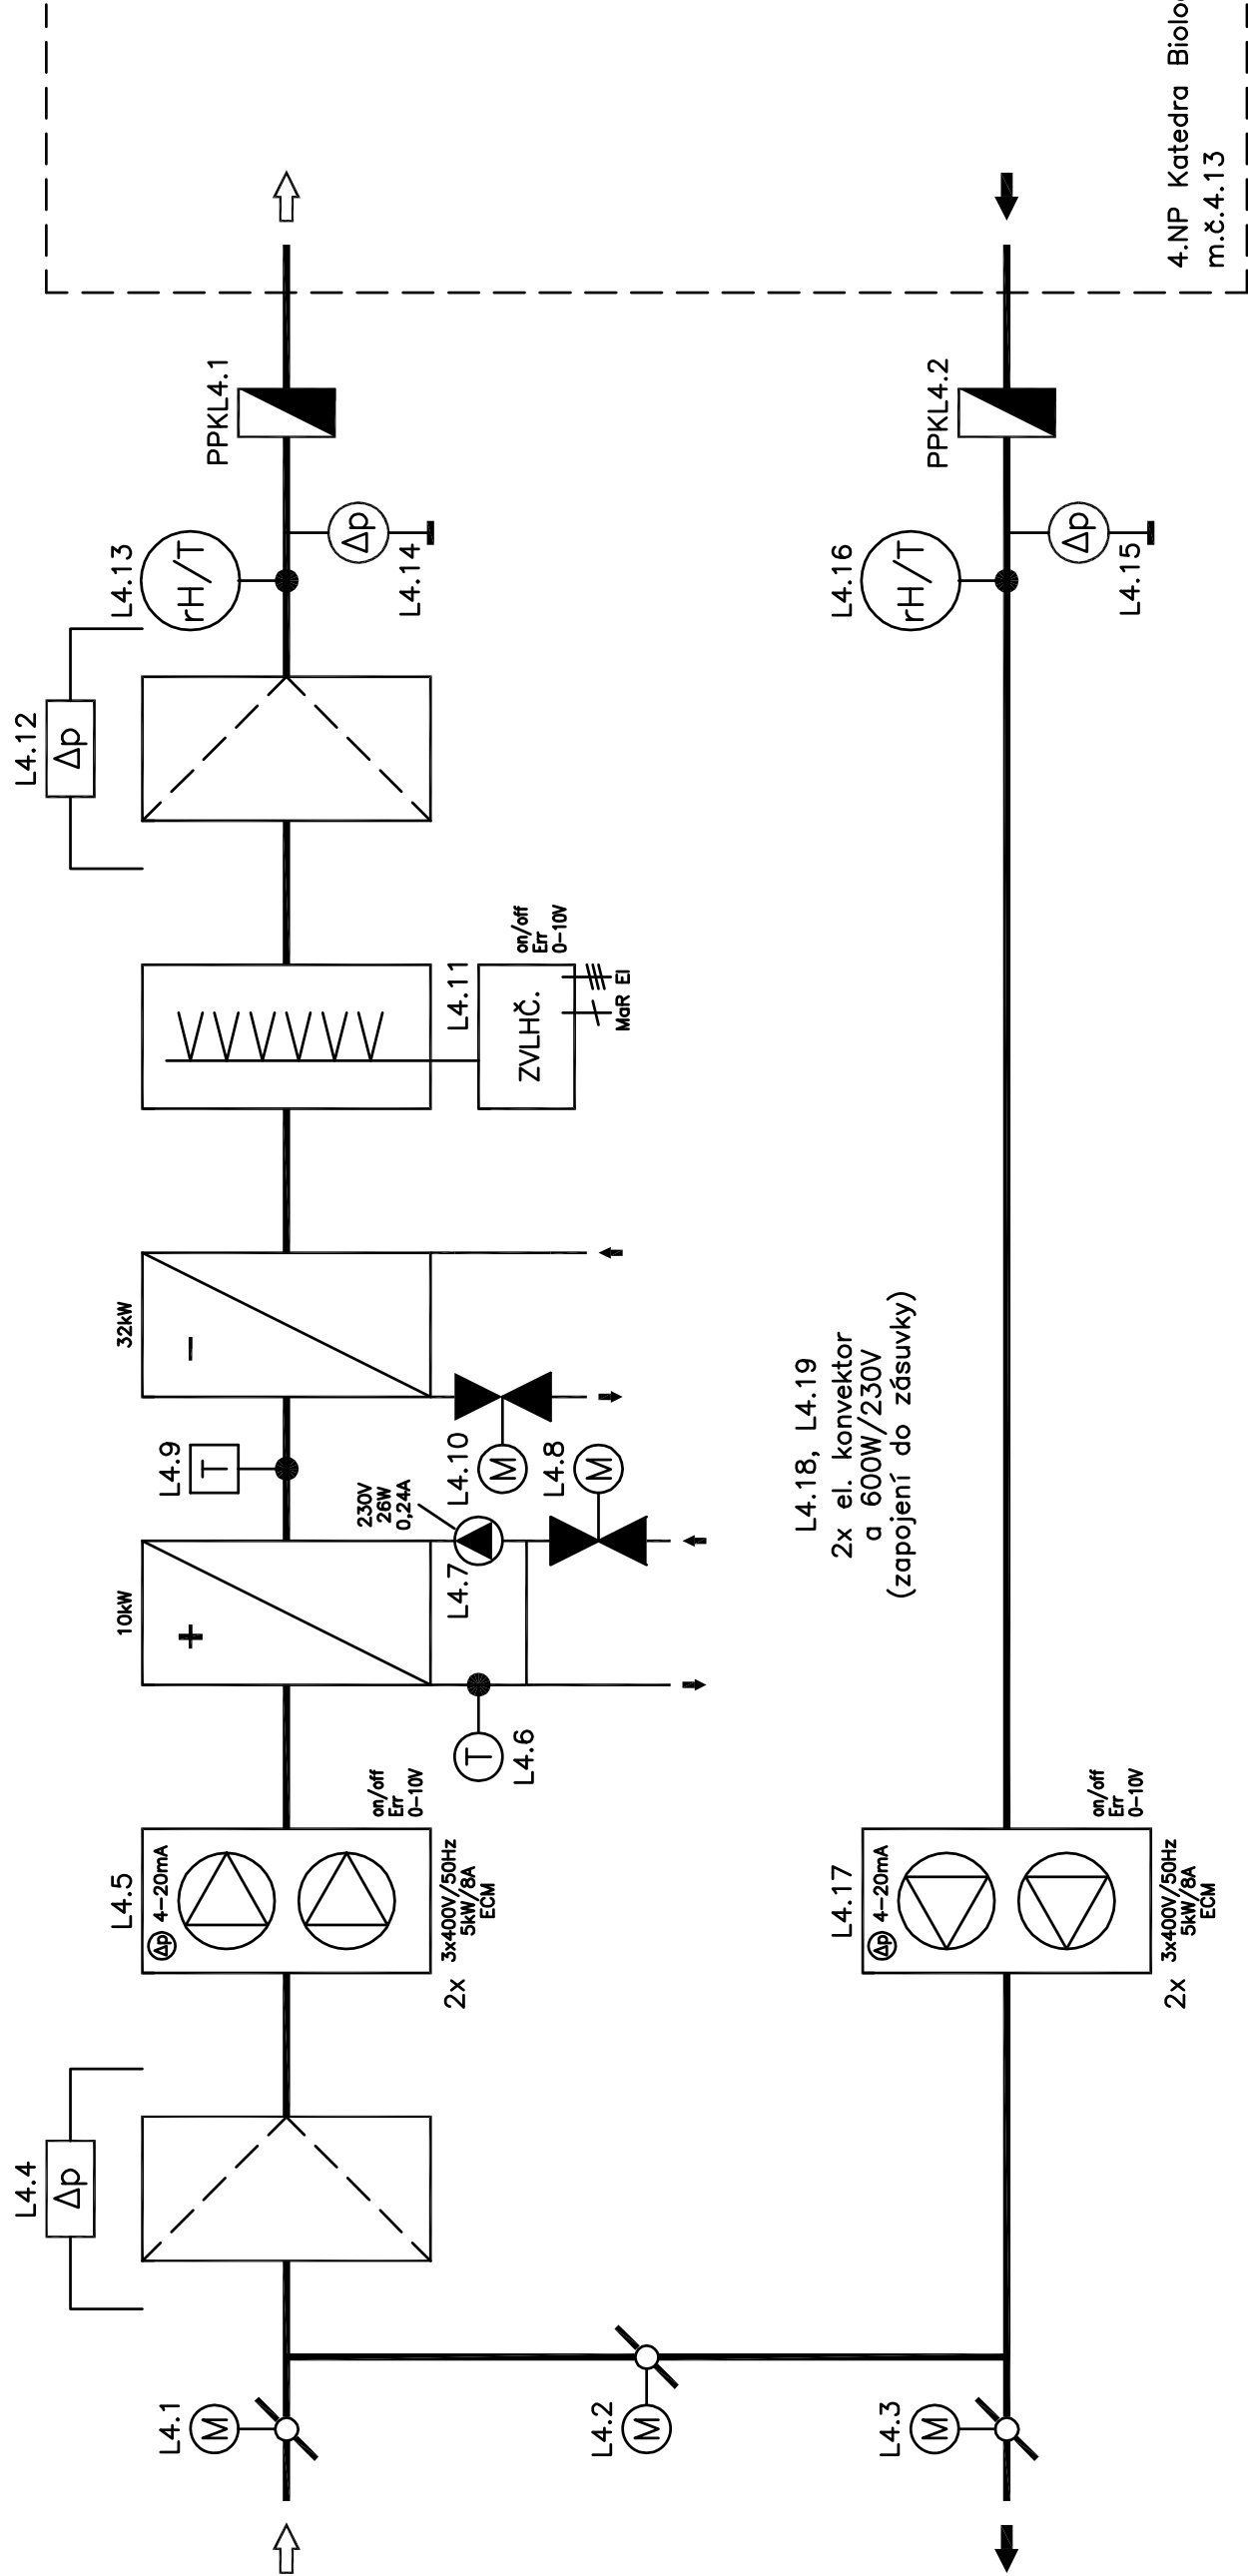 L4.4
Δp
L4.12
Δp
L4.1
M
L4.5
Δp 4-20mA
on/off
Err
0-10V
2x
3x400V/50Hz
5kW/8A
ECM
10kW
+
T
L4.6
L4.7
230V
26W
0,24A
L4.9
T
M
L4.8
32kW
-
M
L4.10
L4.11
ZVLHČ.
on/off
Err
0-10V
MaR
El
L4.13
rH/T
Δp
L4.14
PPKL4.1
L4.2
M
L4.18, L4.19
2x el. konvektor
a 600W/230V
(zapojení do zásuvky)
L4.3
M
L4.17
Δp 4-20mA
on/off
Err
0-10V
2x
3x400V/50Hz
5kW/8A
ECM
L4.16
rH/T
Δp
L4.15
PPKL4.2
4.NP Katedra
m.č.4.13